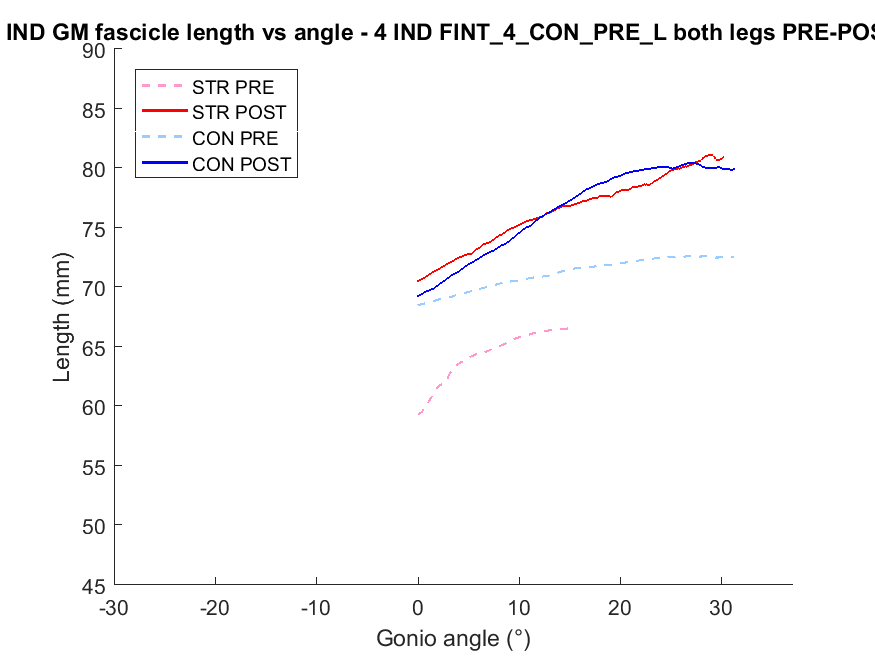 IND GM fascicle length vs angle - 4 IND FINT_4_CON_PRE_L both legs PRE-POS
90
85
80
75
70
65
60
55
50
45
Length (mm)
STR PRE
STR POST
CON PRE
CON POST
-30
-20
-10
0
10
20
30
Gonio angle (°)